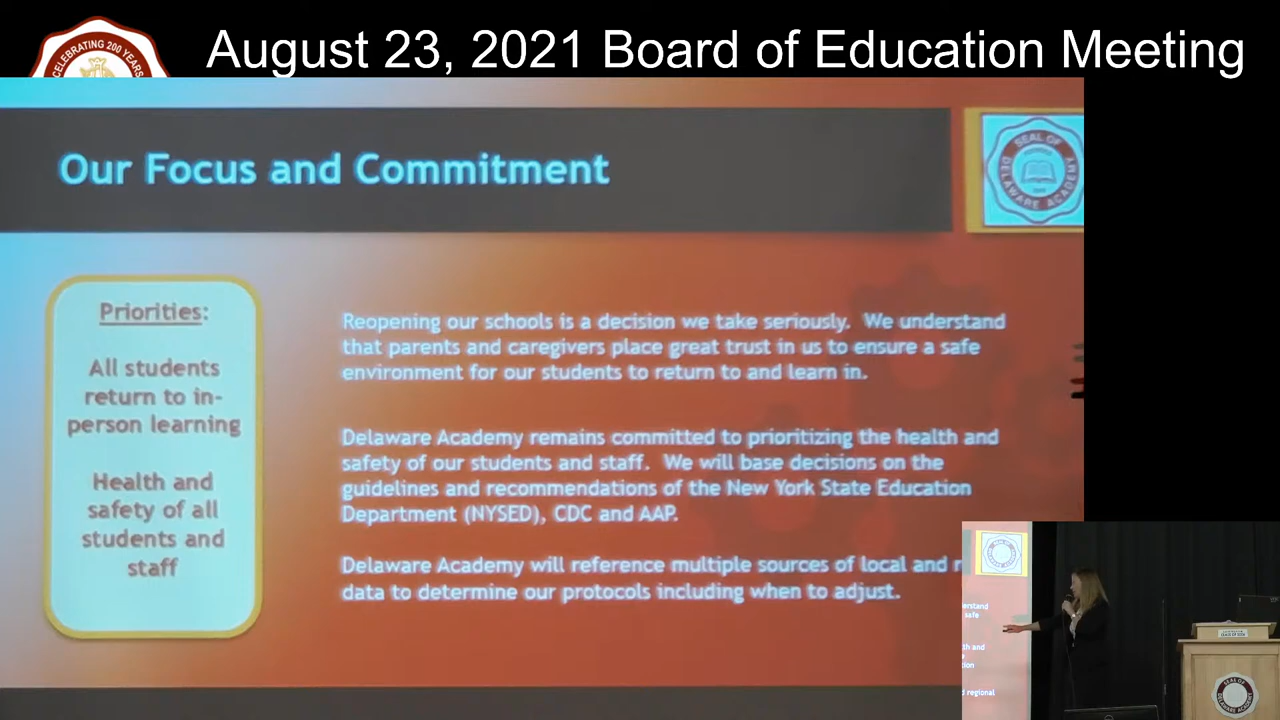 CELEBRATING 200 YEARS
August 23, 2021 Board of Education Meeting
Our Focus and Commitment
SEAL OF
DELAWARE ACADEMY
Priorities:
All students
return to in-
person learning
Health and
safety of all
students and
staff
Reopening our schools is a decision we take seriously. We understand
that parents and caregivers place great trust in us to ensure a safe
environment for our students to return to and learn in.
Delaware Academy remains committed to prioritizing the health and
safety of our students and staff. We will base decisions on the
guidelines and recommendations of the New York State Education
Department (NYSED), CDC and AAP.
Delaware Academy will reference multiple sources of local and
data to determine our protocols including when to adjust.
safe
regional
SEAL OF
DELAWARE ACADEMY